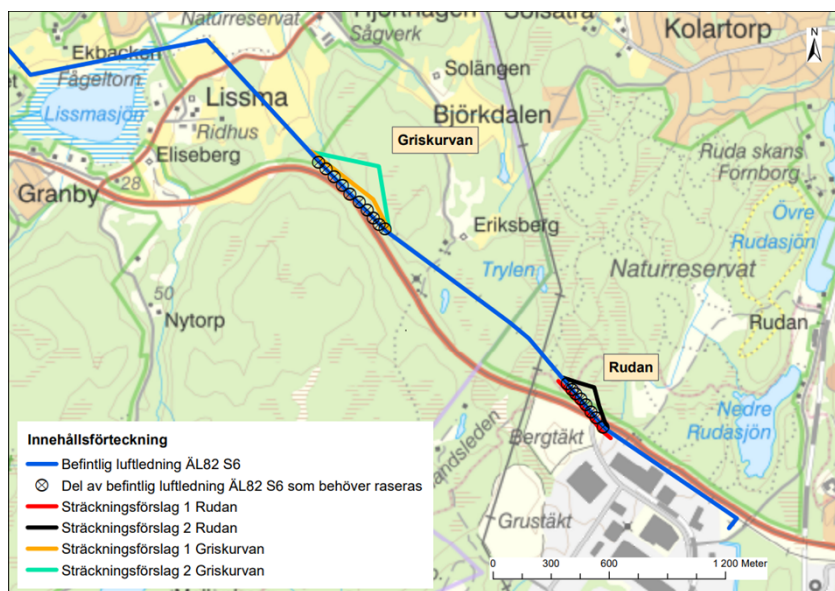 Naturreservat
Sågverk
Solsätra
Kolartorp
N
Ekbacken
Fågeltorn
Lissmasjön
Lissma
Ridhus
Solängen
Björkdalen
Griskurvan
Eliseberg
Granby
28
Ruda skans
Fornborg
Övre
Rudasjön
Eriksberg
Trylen
Naturreservat
50
Nytorp
Rudan
Rudan
Nedre
Rudasjön
Bergtäkt
Grustäkt
Innehållsförteckning
Befintlig luftledning ÄL82 S6
Del av befintlig luftledning ÄL82 S6 som behöver raseras
Sträckningsförslag 1 Rudan
Sträckningsförslag 2 Rudan
Sträckningsförslag 1 Griskurvan
Sträckningsförslag 2 Griskurvan
0 300 600 1 200 Meter